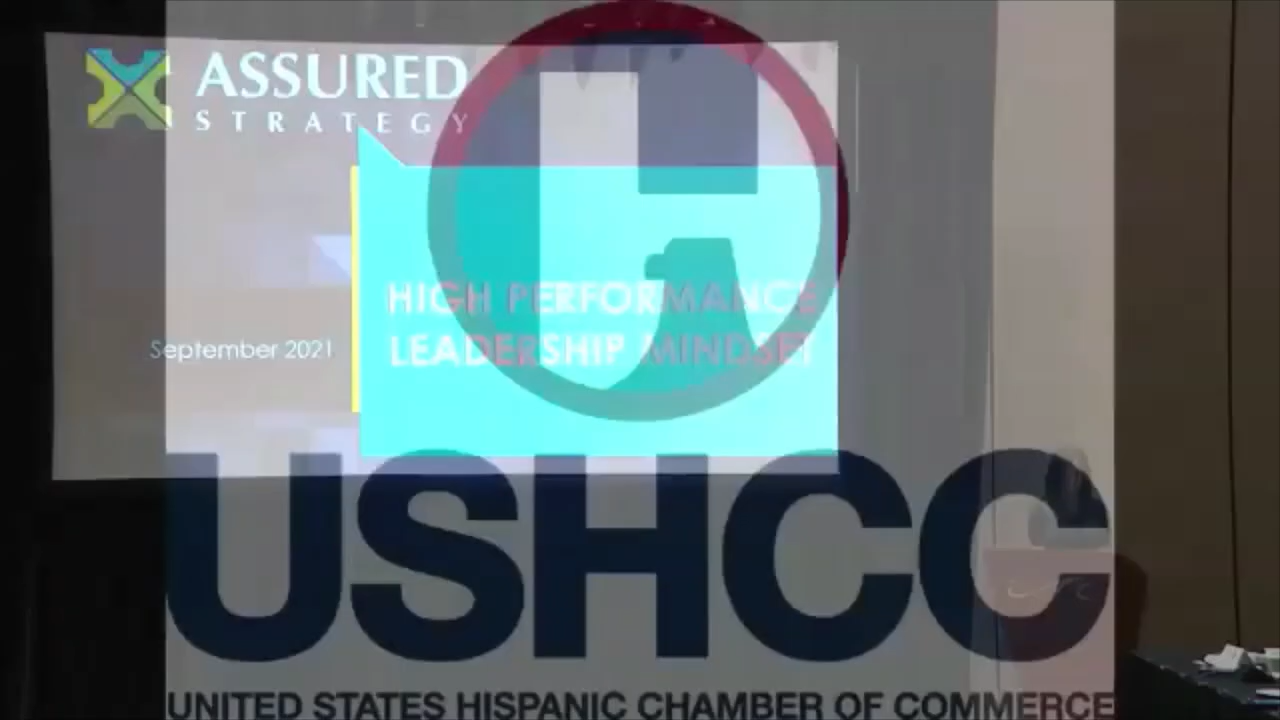 ASSURED
STRATEGY
HIGH PERFORMANCE
LEADERSHIP MINDSET
September 2021
USHCC
UNITED STATES HISPANIC CHAMBER OF COMMERCE